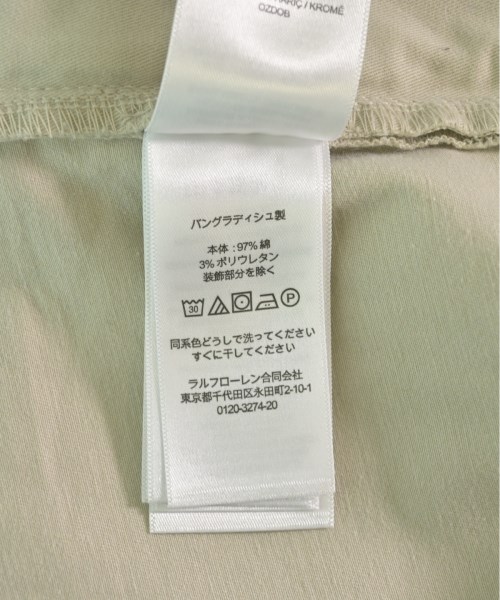 / KROMĚ
OZDOB
バングラディシュ製
本体 : 97% 綿
3% ポリウレタン
装飾部分を除く
30 P
同系色どうしで洗ってください
すぐに干してください
ラルフローレン合同会社
東京都千代田区永田町2-10-1
0120-3274-20